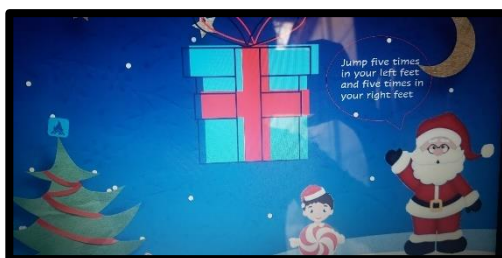 Jump five times
in your left feet
and five times in
your right feet